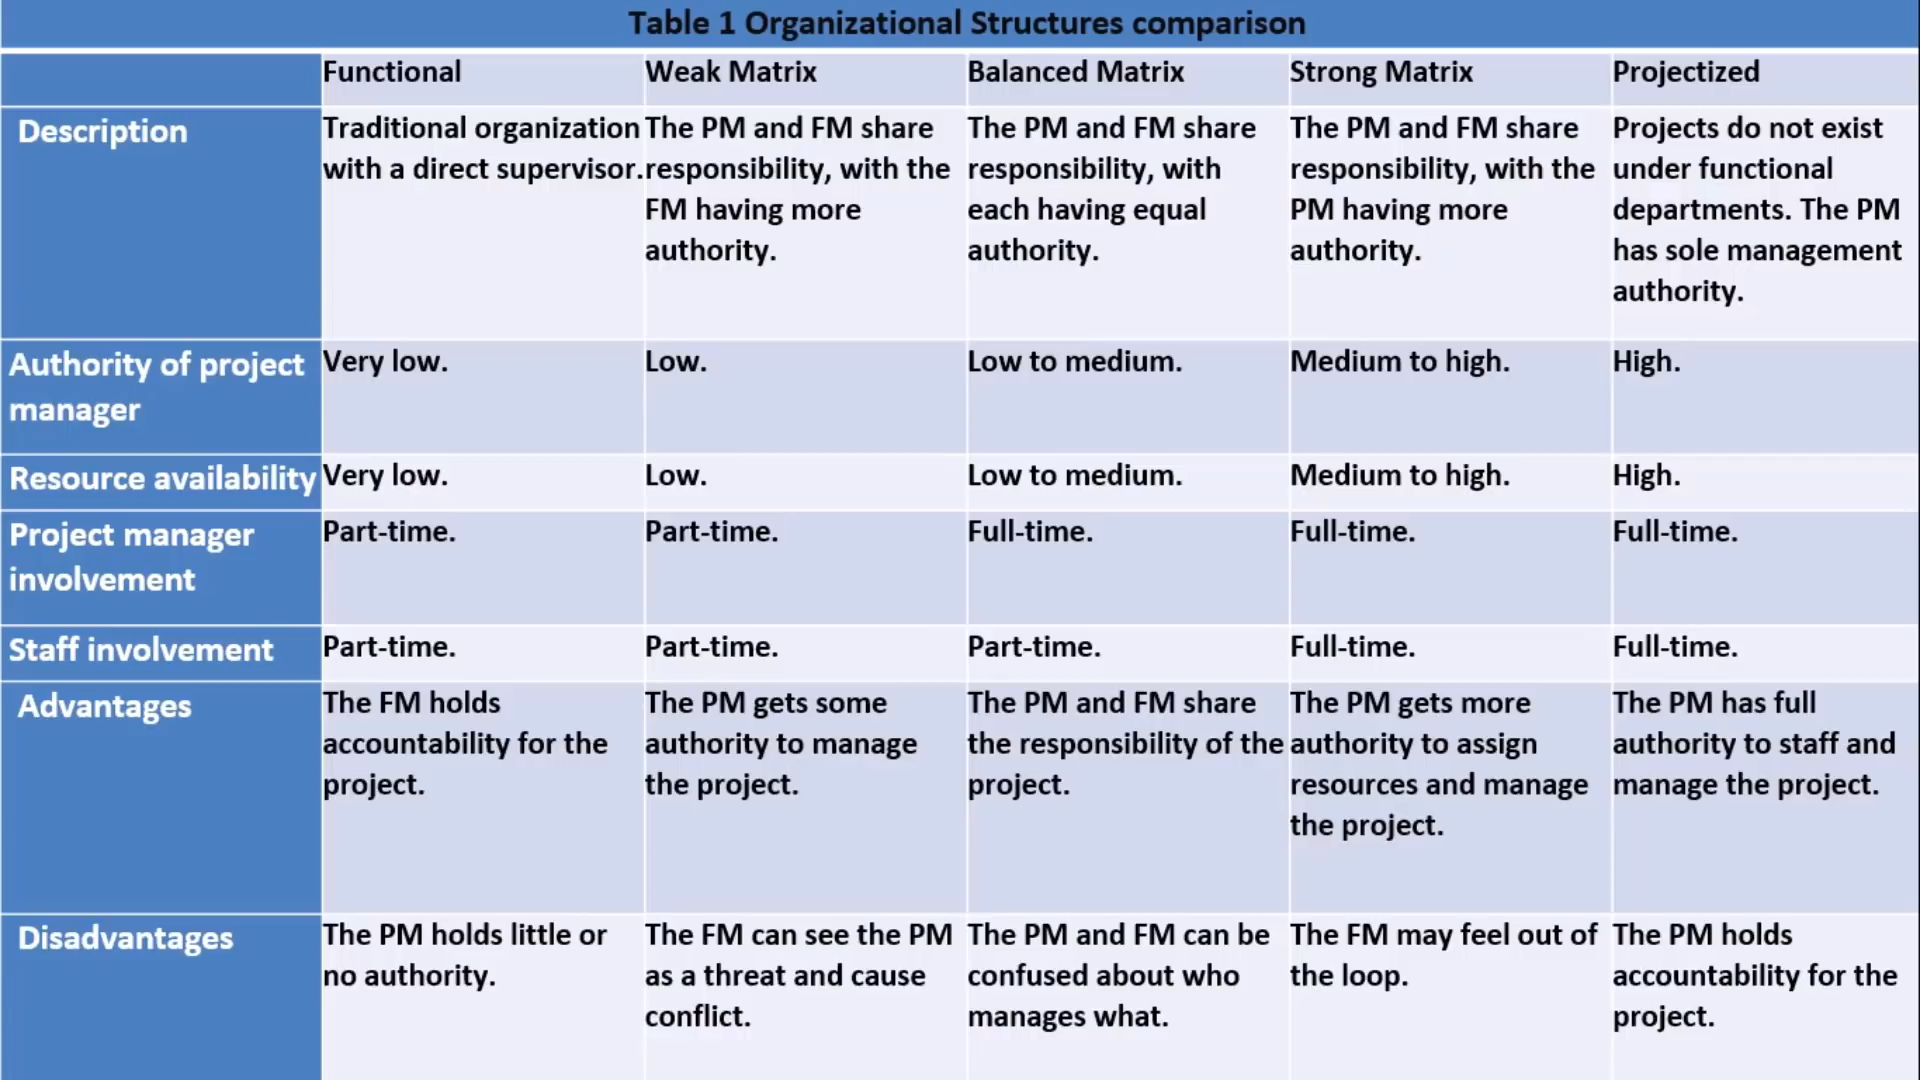 Table 1 Organizational Structures comparison
Functional
Weak Matrix
Balanced Matrix
Strong Matrix
Projectized
Description
Traditional organization
with a direct supervisor.
The PM and FM share
responsibility, with the
FM having more
authority.
The PM and FM share
responsibility, with
each having equal
authority.
The PM and FM share
responsibility, with the
PM having more
authority.
Projects do not exist
under functional
departments. The PM
has sole management
authority.
Authority of project
manager
Very low.
Low.
Low to medium.
Medium to high.
High.
Resource availability
Very low.
Low.
Low to medium.
Medium to high.
High.
Project manager
involvement
Part-time.
Part-time.
Full-time.
Full-time.
Full-time.
Staff involvement
Part-time.
Part-time.
Part-time.
Full-time.
Full-time.
Advantages
The FM holds
accountability for the
project.
The PM gets some
authority to manage
the project.
The PM and FM share
the responsibility of the
project.
The PM gets more
authority to assign
resources and manage
the project.
The PM has full
authority to staff and
manage the project.
Disadvantages
The PM holds little or
no authority.
The FM can see the PM
as a threat and cause
conflict.
The PM and FM can be
confused about who
manages what.
The FM may feel out of
the loop.
The PM holds
accountability for the
project.